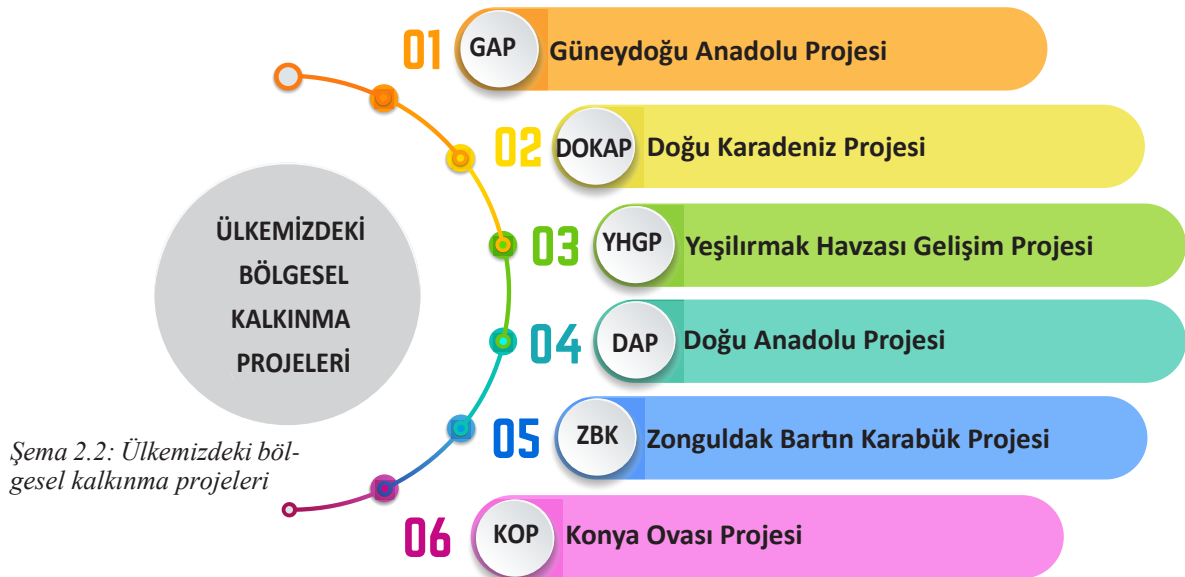 01 GAP Güneydoğu Anadolu Projesi
02 DOKAP Doğu Karadeniz Projesi
03 YHGP Yeşilırmak Havzası Gelişim Projesi
04 DAP Doğu Anadolu Projesi
05 ZBK Zonguldak Bartın Karabük Projesi
06 KOP Konya Ovası Projesi
ÜLKEMİZDEKİ
BÖLGESEL
KALKINMA
PROJELERİ
Şema 2.2: Ülkemizdeki böl-
gesel kalkınma projeleri